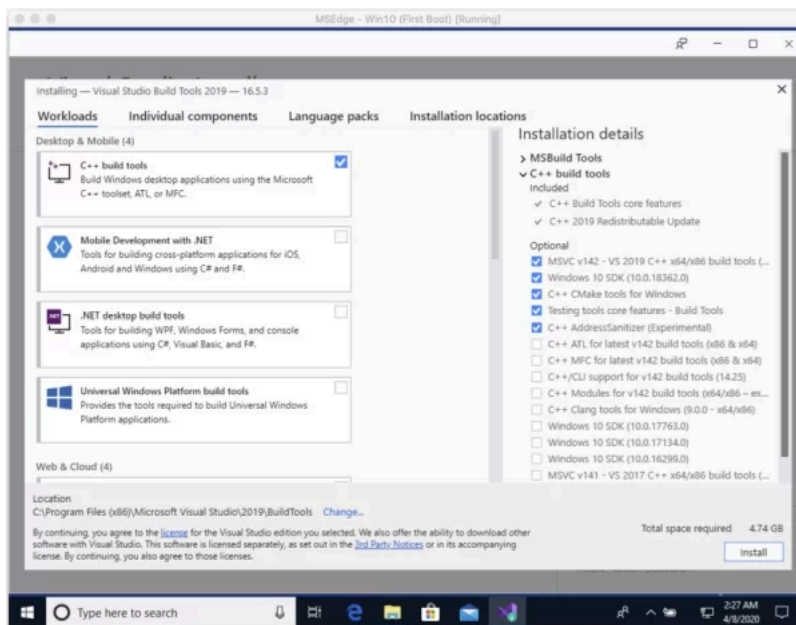 MSEdge - Win10 (First Boot) [Running]
Installing — Visual Studio Build Tools 2019 — 16.5.3
Workloads
Individual components
Language packs
Installation locations
Desktop & Mobile (4)
C++ build tools
Build Windows desktop applications using the Microsoft
C++ toolset, ATL, or MFC.
Mobile Development with .NET
Tools for building cross-platform applications for iOS,
Android and Windows using C# and F#.
.NET desktop build tools
Tools for building WPF, Windows Forms, and console
applications using C#, Visual Basic, and F#.
Universal Windows Platform build tools
Provides the tools required to build Universal Windows
Platform applications.
Web & Cloud (4)
Installation details
MSBuild Tools
C++ build tools
Included
C++ Build Tools core features
C++ 2019 Redistributable Update
Optional
MSVC v142 - VS 2019 C++ x64/x86 build tools (...
Windows 10 SDK (10.0.18362.0)
C++ CMake tools for Windows
Testing tools core features - Build Tools
C++ AddressSanitizer (Experimental)
C++ ATL for latest v142 build tools (x86 & x64)
C++ MFC for latest v142 build tools (x86 & x64)
C++/CLI support for v142 build tools (14.25)
C++ Modules for v142 build tools (x64/x86 – ex...
C++ Clang tools for Windows (9.0.0 - x64/x86)
Windows 10 SDK (10.0.17763.0)
Windows 10 SDK (10.0.17134.0)
Windows 10 SDK (10.0.16299.0)
MSVC v141 - VS 2017 C++ x64/x86 build tools (...
Location
C:\Program Files (x86)\Microsoft Visual Studio\2019\BuildTools Change...
By continuing, you agree to the license for the Visual Studio edition you selected. We also offer the ability to download other
software with Visual Studio. This software is licensed separately, as set out in the 3rd Party Notices or in its accompanying
license. By continuing, you also agree to those licenses.
Total space required 4.74 GB
Install
Type here to search
2:27 AM
4/8/2020